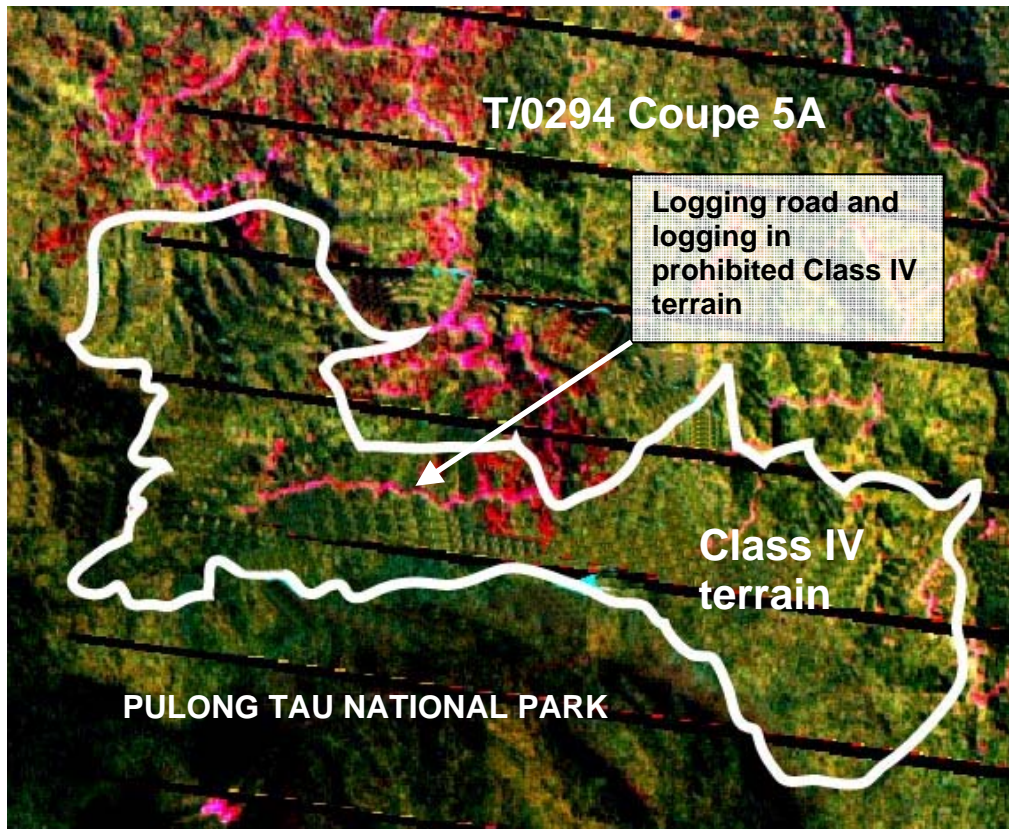 T/0294 Coupe 5A
Logging road and
logging in
prohibited Class IV
terrain
Class IV
terrain
PULONG TAU NATIONAL PARK